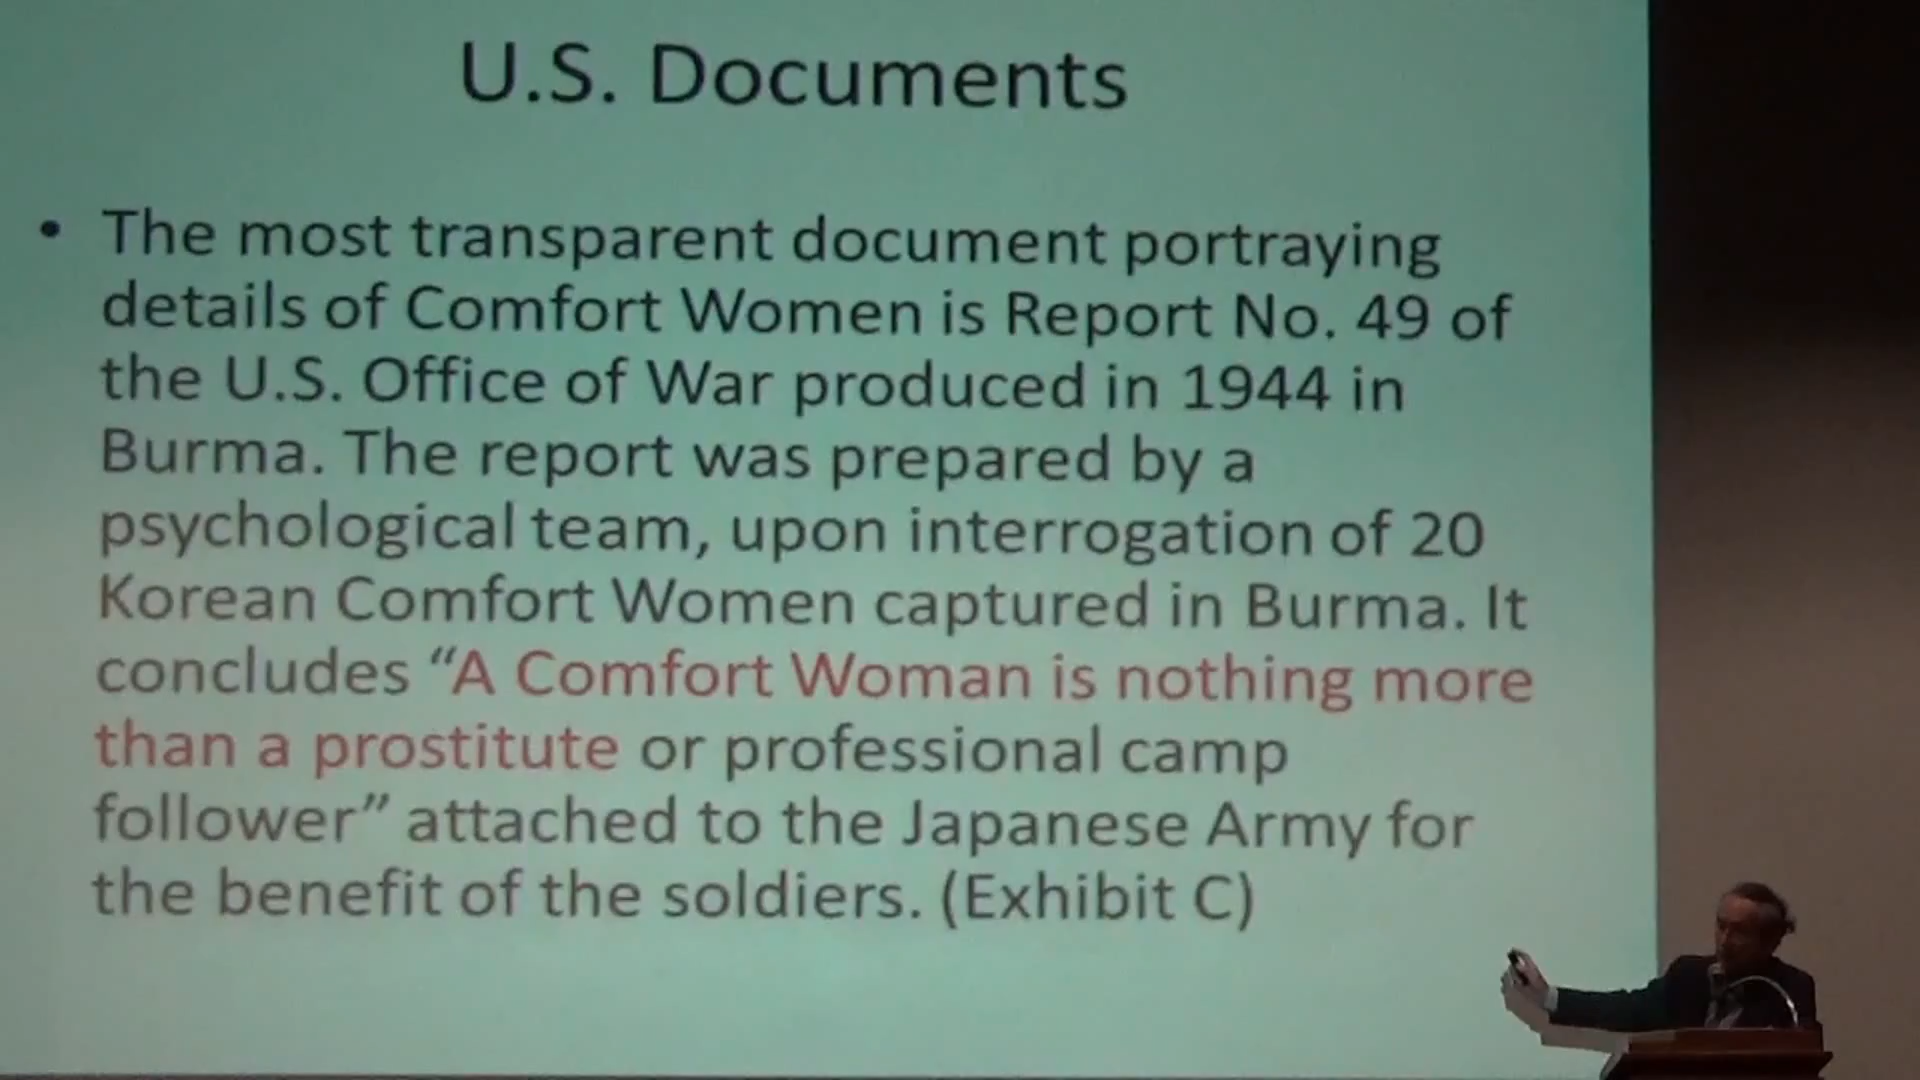 U.S. Documents
• The most transparent document portraying
details of Comfort Women is Report No. 49 of
the U.S. Office of War produced in 1944 in
Burma. The report was prepared by a
psychological team, upon interrogation of 20
Korean Comfort Women captured in Burma. It
concludes “A Comfort Woman is nothing more
than a prostitute or professional camp
follower” attached to the Japanese Army for
the benefit of the soldiers. (Exhibit C)